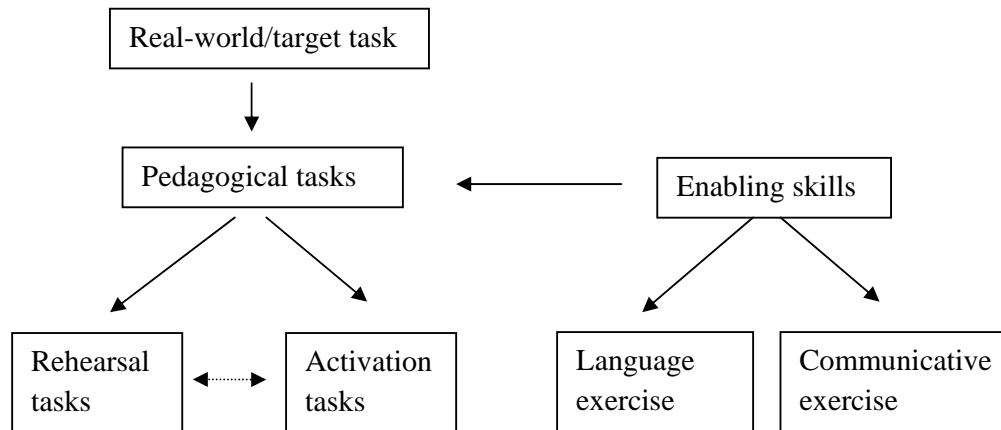 Real-world/target task
Pedagogical tasks
Enabling skills
Rehearsal
tasks
Activation
tasks
Language
exercise
Communicative
exercise